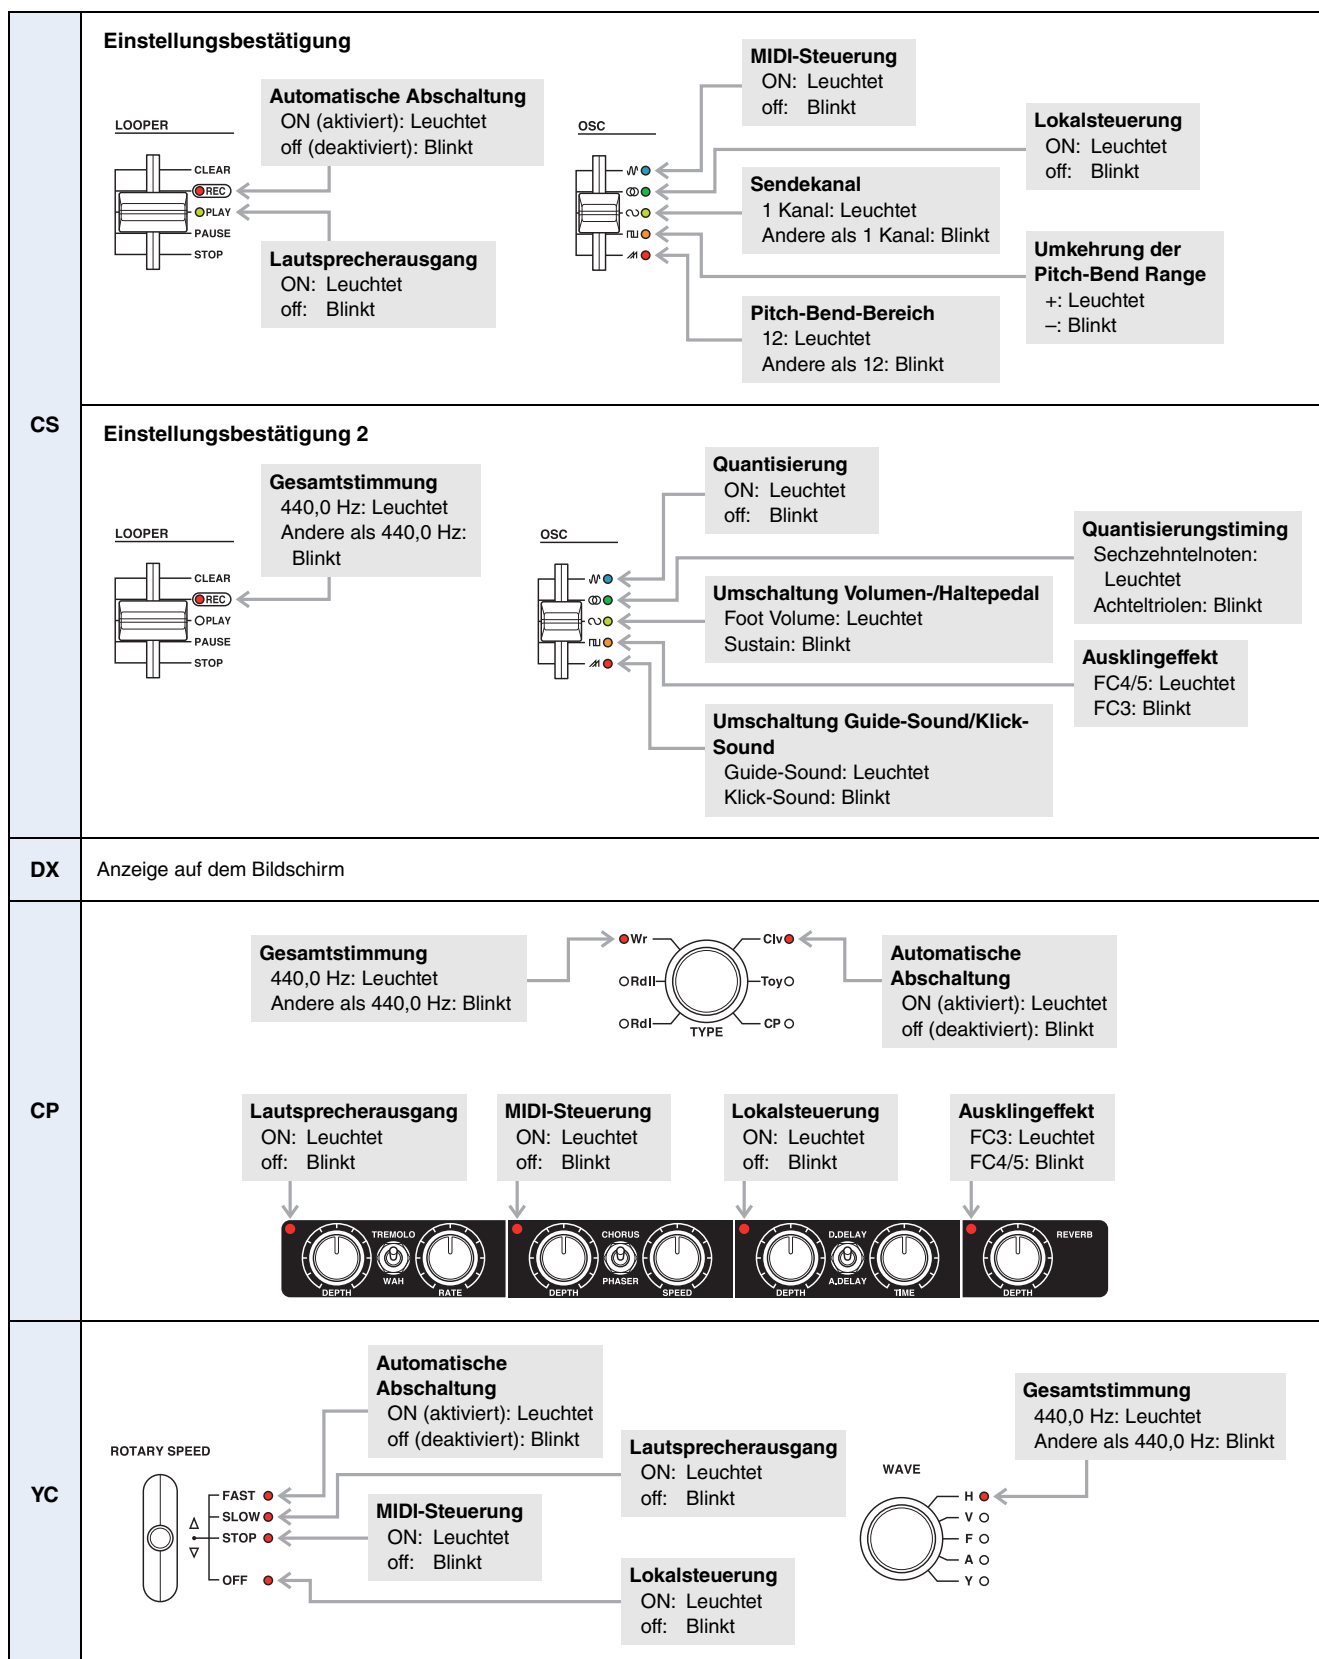 CS
Einstellungsbestätigung
LOOPER
CLEAR
REC
PLAY
PAUSE
STOP
Automatische Abschaltung
ON (aktiviert): Leuchtet
off (deaktiviert): Blinkt
Lautsprecherausgang
ON: Leuchtet
off: Blinkt
OSC
MIDI-Steuerung
ON: Leuchtet
off: Blinkt
Lokalsteuerung
ON: Leuchtet
off: Blinkt
Sendekanal
1 Kanal: Leuchtet
Andere als 1 Kanal: Blinkt
Umkehrung der
Pitch-Bend Range
+: Leuchtet
–: Blinkt
Pitch-Bend-Bereich
12: Leuchtet
Andere als 12: Blinkt
Einstellungsbestätigung 2
LOOPER
CLEAR
REC
PLAY
PAUSE
STOP
Gesamtstimmung
440,0 Hz: Leuchtet
Andere als 440,0 Hz:
Blinkt
OSC
Quantisierung
ON: Leuchtet
off: Blinkt
Quantisierungstiming
Sechzehntelnoten:
Leuchtet
Achteltriolen: Blinkt
Umschaltung Volumen-/Haltepedal
Foot Volume: Leuchtet
Sustain: Blinkt
Ausklingeffekt
FC4/5: Leuchtet
FC3: Blinkt
Umschaltung Guide-Sound/Klick-
Sound
Guide-Sound: Leuchtet
Klick-Sound: Blinkt
DX
Anzeige auf dem Bildschirm
CP
Gesamtstimmung
440,0 Hz: Leuchtet
Andere als 440,0 Hz: Blinkt
Wr
RdII
RdI
Clv
Toy
CP
TYPE
Automatische
Abschaltung
ON (aktiviert): Leuchtet
off (deaktiviert): Blinkt
Lautsprecherausgang
ON: Leuchtet
off: Blinkt
MIDI-Steuerung
ON: Leuchtet
off: Blinkt
Lokalsteuerung
ON: Leuchtet
off: Blinkt
Ausklingeffekt
FC3: Leuchtet
FC4/5: Blinkt
DEPTH
TREMOLO
WAH
RATE
DEPTH
CHORUS
PHASER
SPEED
DEPTH
D.DELAY
A.DELAY
TIME
DEPTH
REVERB
YC
ROTARY SPEED
FAST
SLOW
STOP
OFF
Automatische
Abschaltung
ON (aktiviert): Leuchtet
off (deaktiviert): Blinkt
Lautsprecherausgang
ON: Leuchtet
off: Blinkt
MIDI-Steuerung
ON: Leuchtet
off: Blinkt
Lokalsteuerung
ON: Leuchtet
off: Blinkt
WAVE
H
V
F
A
Y
Gesamtstimmung
440,0 Hz: Leuchtet
Andere als 440,0 Hz: Blinkt